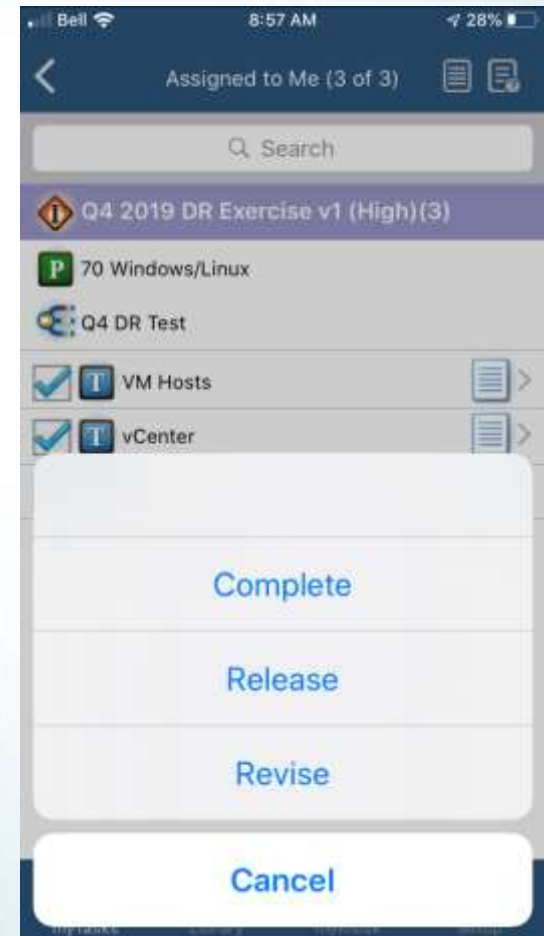 Bell 8:57 AM 28%
Assigned to Me (3 of 3)
Search
Q4 2019 DR Exercise v1 (High)(3)
P 70 Windows/Linux
Q4 DR Test
T VM Hosts
T vCenter
Complete
Release
Revise
Cancel